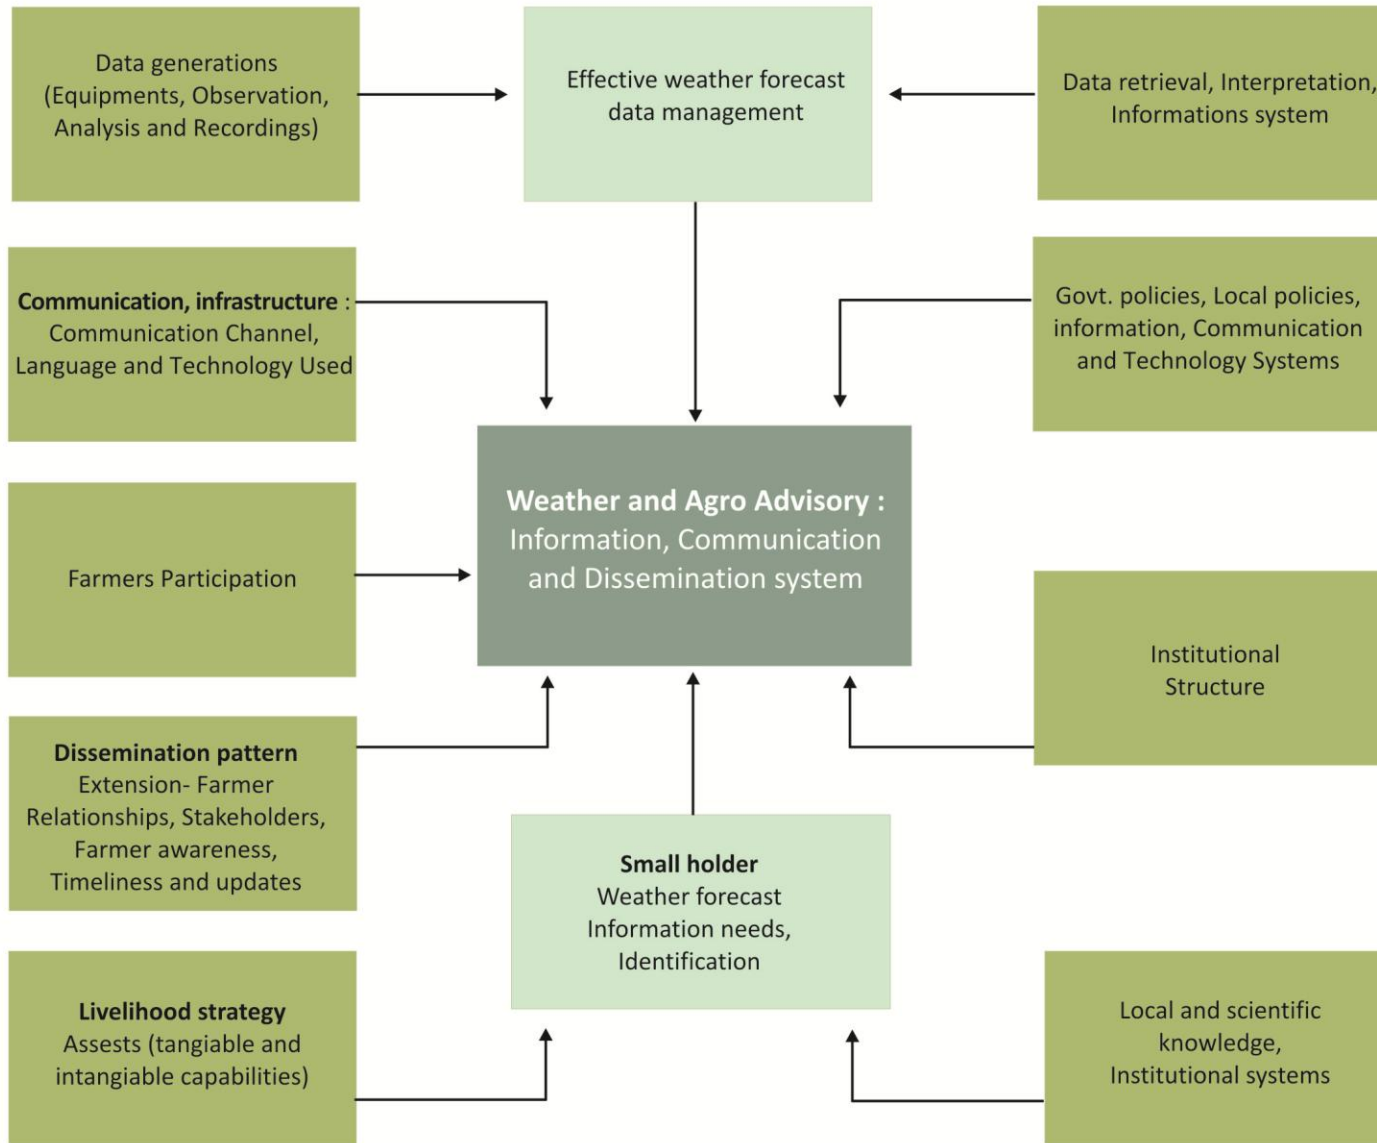 Data generations
(Equipments, Observation,
Analysis and Recordings)
Effective weather forecast
data management
Data retrieval, Interpretation,
Informations system
Communication, infrastructure :
Communication Channel,
Language and Technology Used
Govt. policies, Local policies,
information, Communication
and Technology Systems
Weather and Agro Advisory :
Information, Communication
and Dissemination system
Farmers Participation
Institutional
Structure
Dissemination pattern
Extension- Farmer
Relationships, Stakeholders,
Farmer awareness,
Timeliness and updates
Small holder
Weather forecast
Information needs,
Identification
Livelihood strategy
Assests (tangiable and
intangiable capabilities)
Local and scientific
knowledge,
Institutional systems